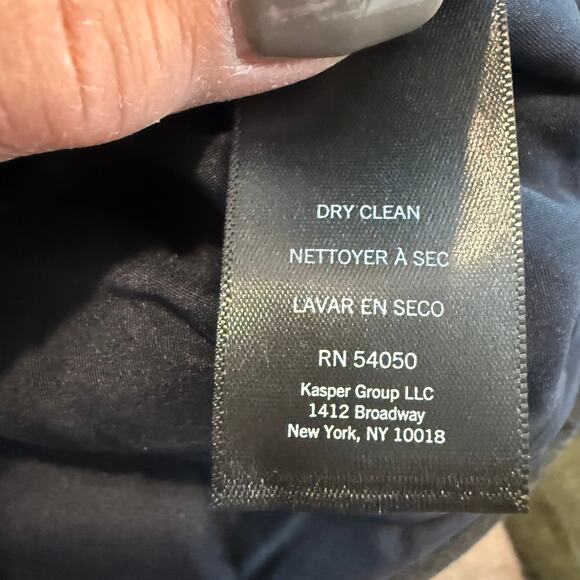 DRY CLEAN
NETTOYER À SEC
LAVAR EN SECO
RN 54050
Kasper Group LLC
1412 Broadway
New York, NY 10018